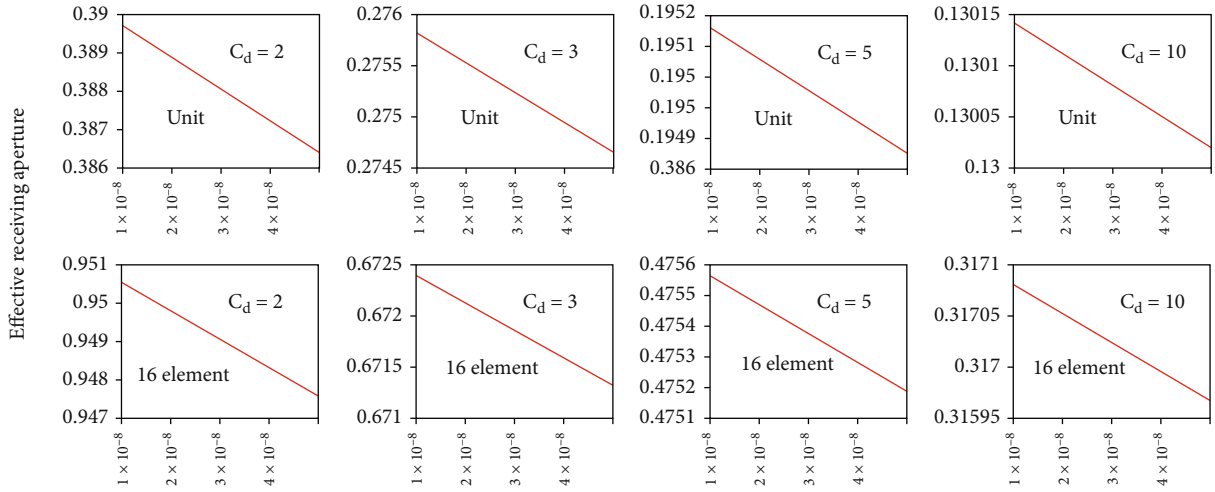 Effective receiving aperture
0.39
0.389
0.388
0.387
0.386
C_d = 2
Unit
1 × 10⁻⁸
2 × 10⁻⁸
3 × 10⁻⁸
4 × 10⁻⁸
0.276
0.2755
0.275
0.2745
C_d = 3
Unit
1 × 10⁻⁸
2 × 10⁻⁸
3 × 10⁻⁸
4 × 10⁻⁸
0.1952
0.1951
0.195
0.195
0.1949
0.386
C_d = 5
Unit
1 × 10⁻⁸
2 × 10⁻⁸
3 × 10⁻⁸
4 × 10⁻⁸
0.13015
0.1301
0.13005
0.13
C_d = 10
Unit
1 × 10⁻⁸
2 × 10⁻⁸
3 × 10⁻⁸
4 × 10⁻⁸
0.951
0.95
0.949
0.948
0.947
C_d = 2
16 element
1 × 10⁻⁸
2 × 10⁻⁸
3 × 10⁻⁸
4 × 10⁻⁸
0.6725
0.672
0.6715
0.671
C_d = 3
16 element
1 × 10⁻⁸
2 × 10⁻⁸
3 × 10⁻⁸
4 × 10⁻⁸
0.4756
0.4755
0.4754
0.4753
0.4752
0.4751
C_d = 5
16 element
1 × 10⁻⁸
2 × 10⁻⁸
3 × 10⁻⁸
4 × 10⁻⁸
0.3171
0.31705
0.317
0.31595
C_d = 10
16 element
1 × 10⁻⁸
2 × 10⁻⁸
3 × 10⁻⁸
4 × 10⁻⁸